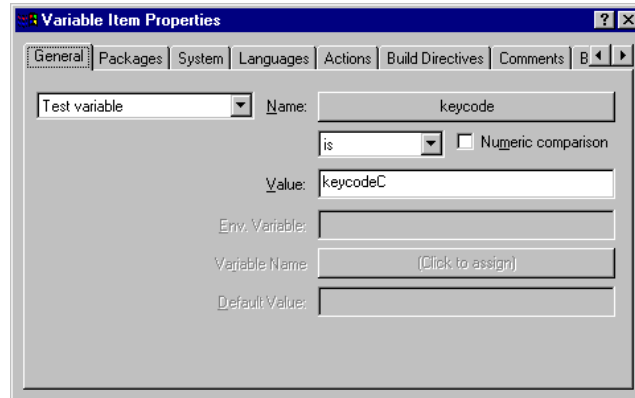 Variable Item Properties
General Packages System Languages Actions Build Directives Comments B
Test variable Name: keycode
is Numeric comparison
Value: keycodeC
Env. Variable:
Variable Name (Click to assign)
Default Value: